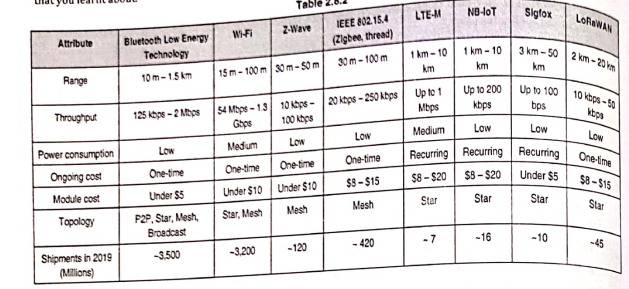 that you learnt about.
Table 2.8.2
Attribute | Bluetooth Low Energy Technology | Wi-Fi | Z-Wave | IEEE 802.15.4 (Zigbee, thread) | LTE-M | NB-IoT | Sigfox | LoRaWAN
Range | 10 m – 1.5 km | 15 m – 100 m | 30 m – 50 m | 30 m – 100 m | 1 km – 10 km | 1 km – 10 km | 3 km – 50 km | 2 km – 20 km
Throughput | 125 kbps – 2 Mbps | 54 Mbps – 1.3 Gbps | 10 kbps – 100 kbps | 20 kbps – 250 kbps | Up to 1 Mbps | Up to 200 kbps | Up to 100 bps | 10 kbps – 50 kbps
Power consumption | Low | Medium | Low | Low | Medium | Low | Low | Low
Ongoing cost | One-time | One-time | One-time | One-time | Recurring | Recurring | Recurring | One-time
Module cost | Under $5 | Under $10 | Under $10 | $8 – $15 | $8 – $20 | $8 – $20 | Under $5 | $8 – $15
Topology | P2P, Star, Mesh, Broadcast | Star, Mesh | Mesh | Mesh | Star | Star | Star | Star
Shipments in 2019 (Millions) | ~3,500 | ~3,200 | ~120 | ~ 420 | ~ 7 | ~16 | ~10 | ~45